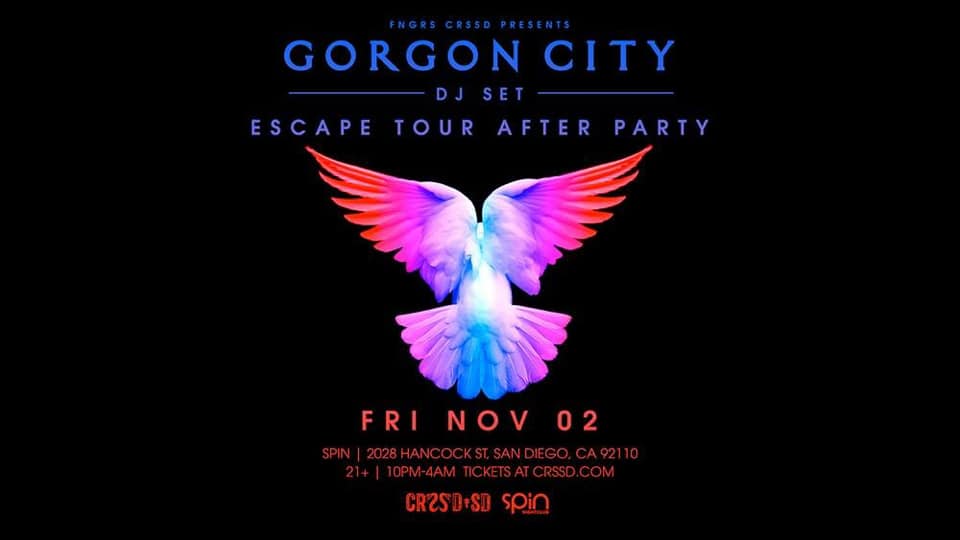 FNGRS CRSSD PRESENTS
GORGON CITY
DJ SET
ESCAPE TOUR AFTER PARTY
FRI NOV 02
SPIN | 2028 HANCOCK ST, SAN DIEGO, CA 92110
21+ | 10PM-4AM TICKETS AT CRSSD.COM
CRSSD SD spin
NIGHTCLUB